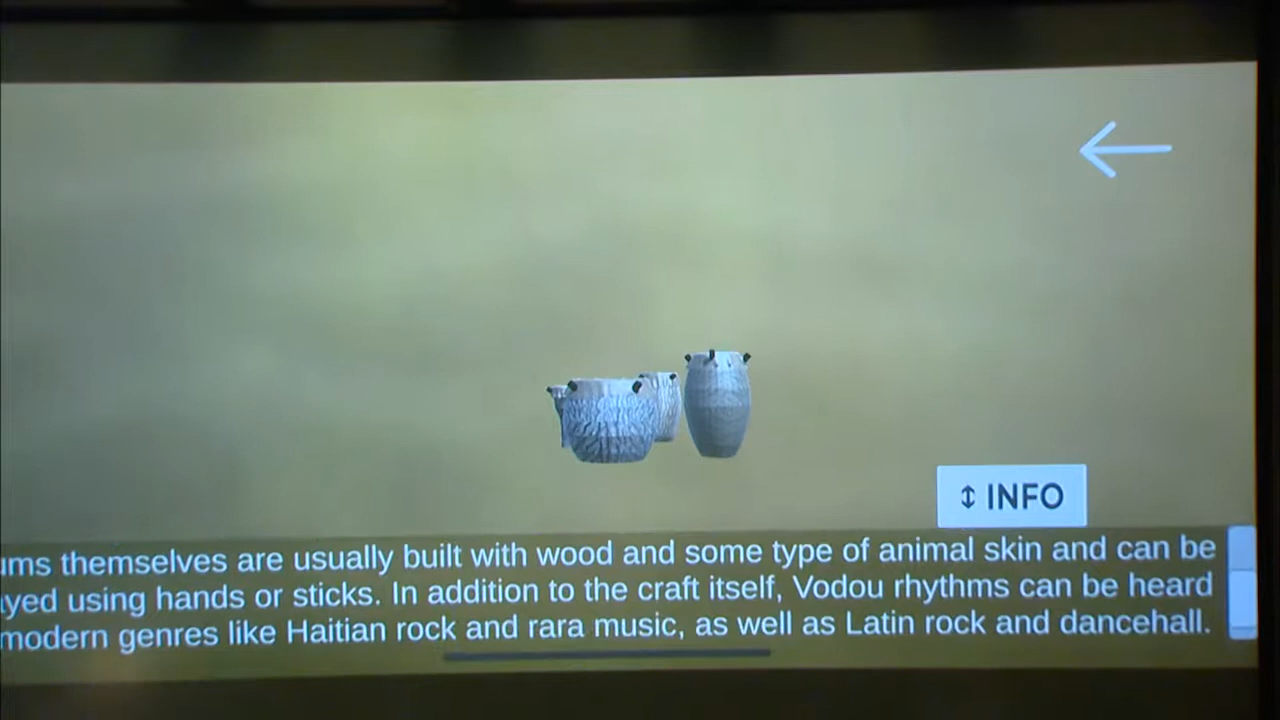 INFO
ums themselves are usually built with wood and some type of animal skin and can be
ayed using hands or sticks. In addition to the craft itself, Vodou rhythms can be heard
modern genres like Haitian rock and rara music, as well as Latin rock and dancehall.